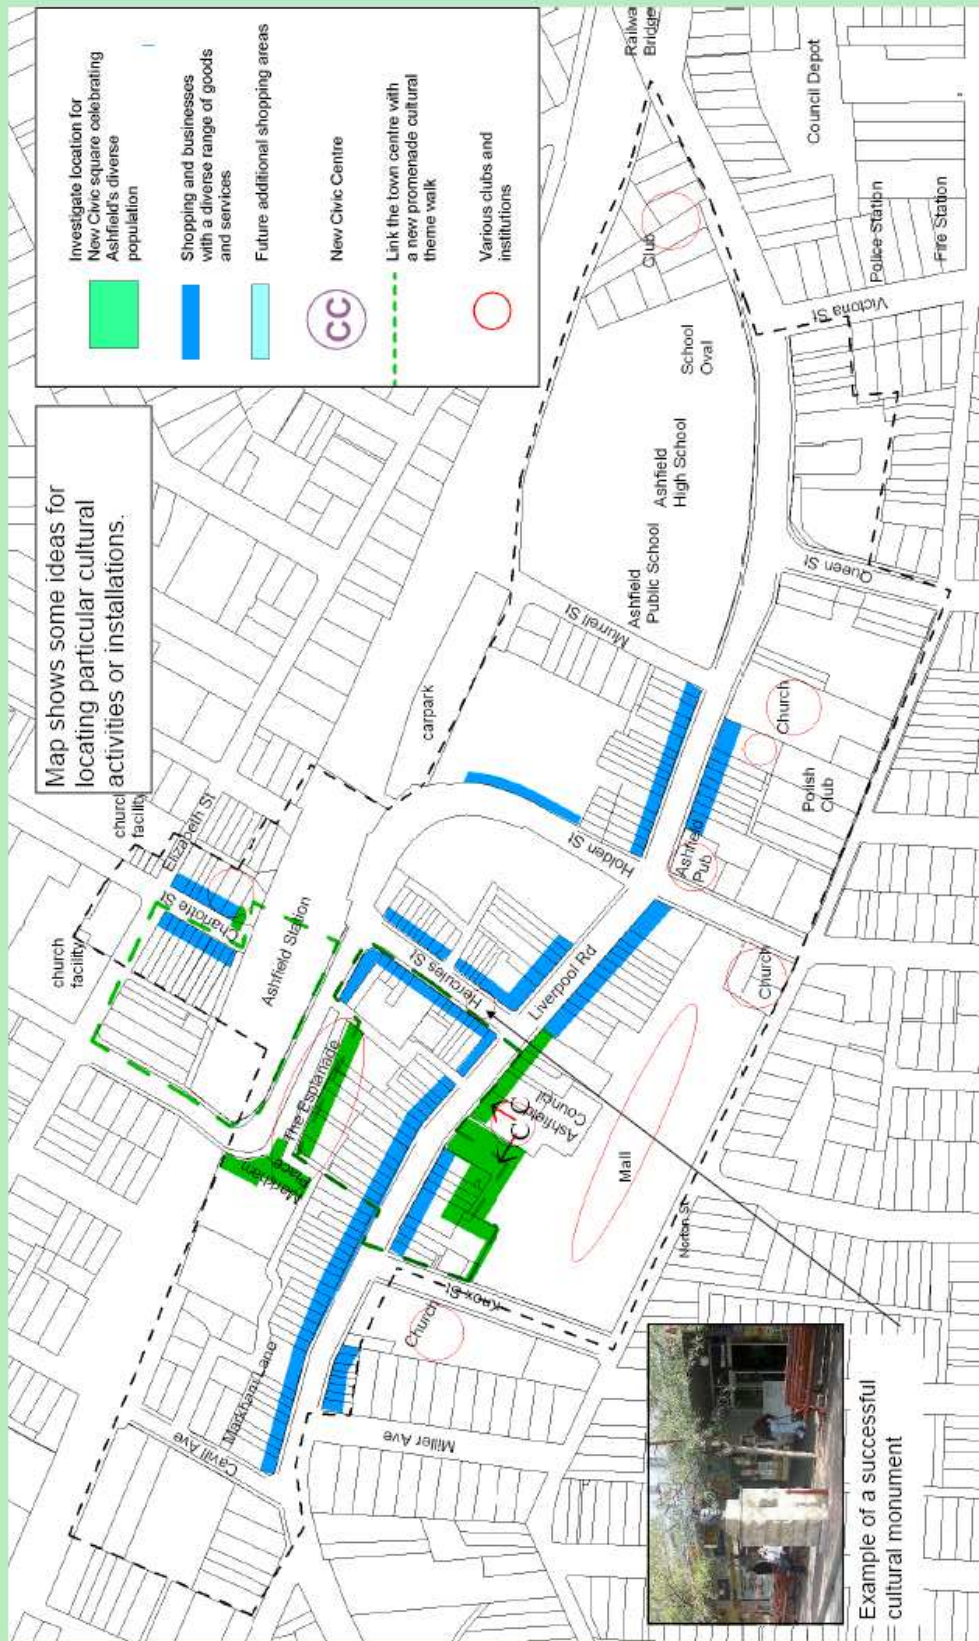 Map shows some ideas for
locating particular cultural
activities or installations.
Investigate location for
New Civic square celebrating
Ashfield's diverse
population
Shopping and businesses
with a diverse range of goods
and services
Future additional shopping areas
CC
New Civic Centre
Link the town centre with
a new promenade cultural
theme walk
Various clubs and
institutions
church
facility
church
facility
Elizabeth St
Charlotte St
Ashfield Station
carpark
The Esplanade
Markham
Place
Hercules St
Hercules St
Holden St
Murrell St
Ashfield
Public School
Ashfield
High School
School
Oval
Club
Railwa
Bridge
Council Depot
Police Station
Fire Station
Victoria St
Queen St
Church
Polish
Club
Ashfield
Pub
Liverpool Rd
Church
Ashfield
Council
C
C
Mall
Norton St
Knox St
Church
Markham Lane
Cavill Ave
Miller Ave
Example of a successful
cultural monument